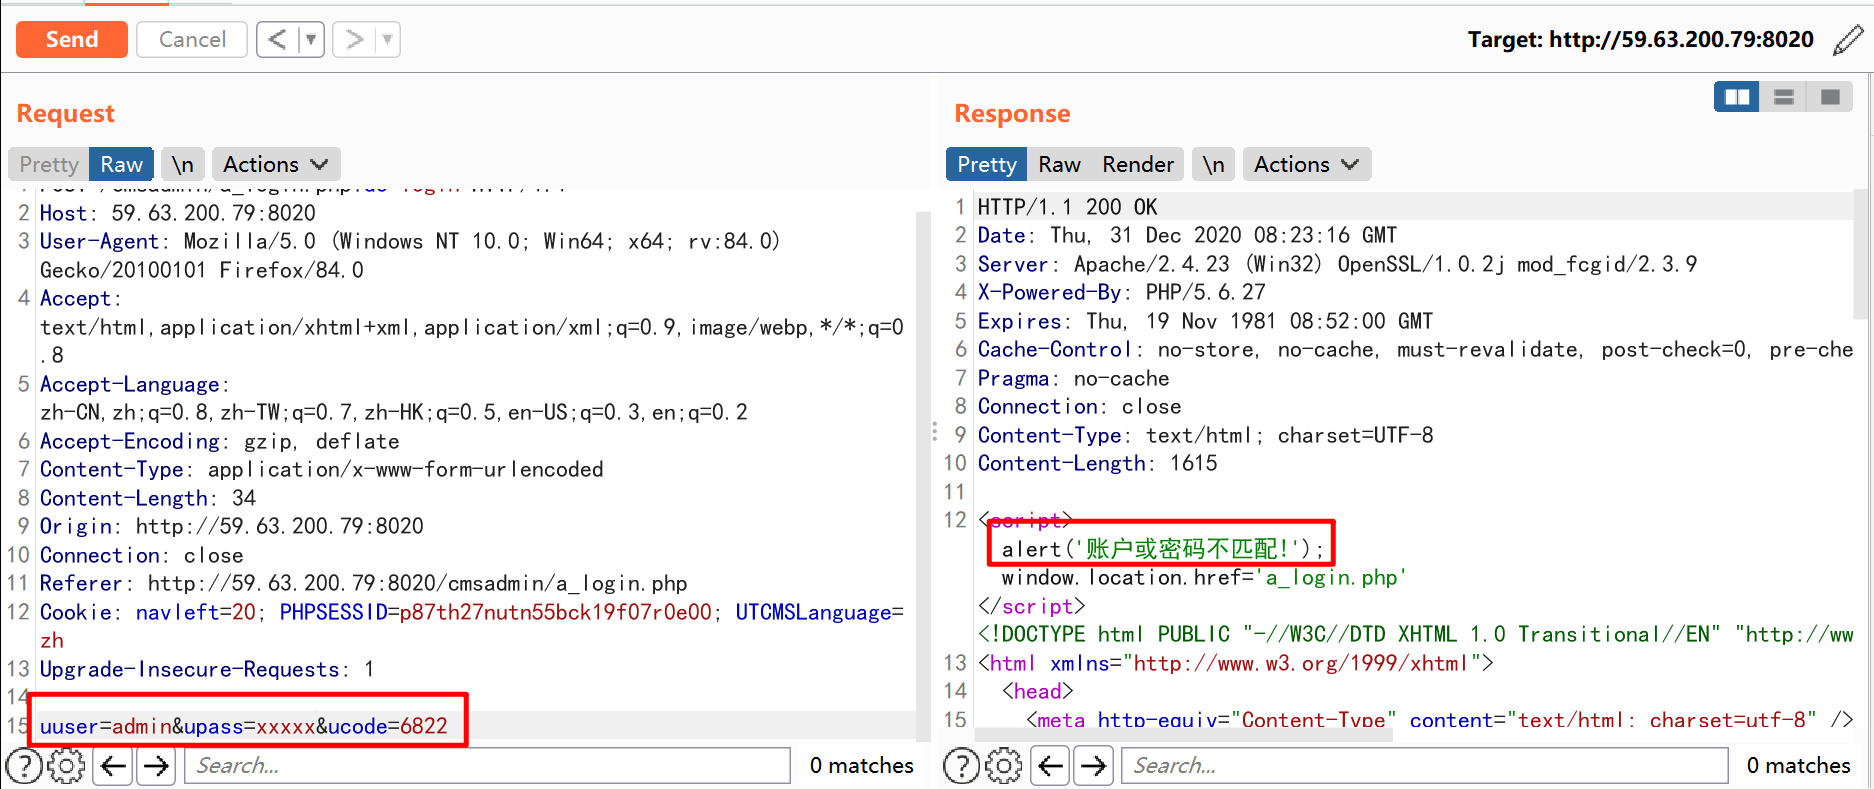 Send Cancel < ▼ > ▼ Target: http://59.63.200.79:8020
Request
Pretty Raw \n Actions
2 Host: 59.63.200.79:8020
3 User-Agent: Mozilla/5.0 (Windows NT 10.0; Win64; x64; rv:84.0)
Gecko/20100101 Firefox/84.0
4 Accept:
text/html,application/xhtml+xml,application/xml;q=0.9,image/webp,*/*;q=0
.8
5 Accept-Language:
zh-CN,zh;q=0.8,zh-TW;q=0.7,zh-HK;q=0.5,en-US;q=0.3,en;q=0.2
6 Accept-Encoding: gzip, deflate
7 Content-Type: application/x-www-form-urlencoded
8 Content-Length: 34
9 Origin: http://59.63.200.79:8020
10 Connection: close
11 Referer: http://59.63.200.79:8020/cmsadmin/a_login.php
12 Cookie: navleft=20; PHPSESSID=p87th27nutn55bck19f07r0e00; UTCMSLanguage=
zh
13 Upgrade-Insecure-Requests: 1
14
15 uuser=admin&upass=xxxxx&ucode=6822
? ← → Search... 0 matches
Response
Pretty Raw Render \n Actions
1 HTTP/1.1 200 OK
2 Date: Thu, 31 Dec 2020 08:23:16 GMT
3 Server: Apache/2.4.23 (Win32) OpenSSL/1.0.2j mod_fcgid/2.3.9
4 X-Powered-By: PHP/5.6.27
5 Expires: Thu, 19 Nov 1981 08:52:00 GMT
6 Cache-Control: no-store, no-cache, must-revalidate, post-check=0, pre-che
7 Pragma: no-cache
8 Connection: close
9 Content-Type: text/html; charset=UTF-8
10 Content-Length: 1615
11
12 <script>
alert('账户或密码不匹配!');
window.location.href='a_login.php'
</script>
<!DOCTYPE html PUBLIC "-//W3C//DTD XHTML 1.0 Transitional//EN" "http://ww
13 <html xmlns="http://www.w3.org/1999/xhtml">
14 <head>
15 <meta http-equiv="Content-Type" content="text/html; charset=utf-8" />
? ← → Search... 0 matches